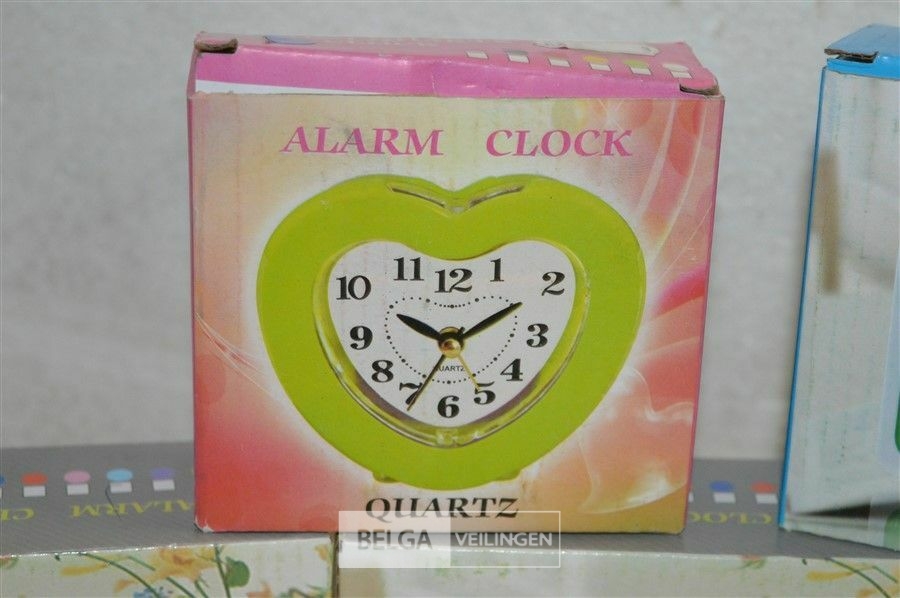 ALARM CLOCK
11 12 1
10 2
9 3
8 QUARTZ 4
7 6 5
QUARTZ
BELGA VEILINGEN
ALARM
CLOCK